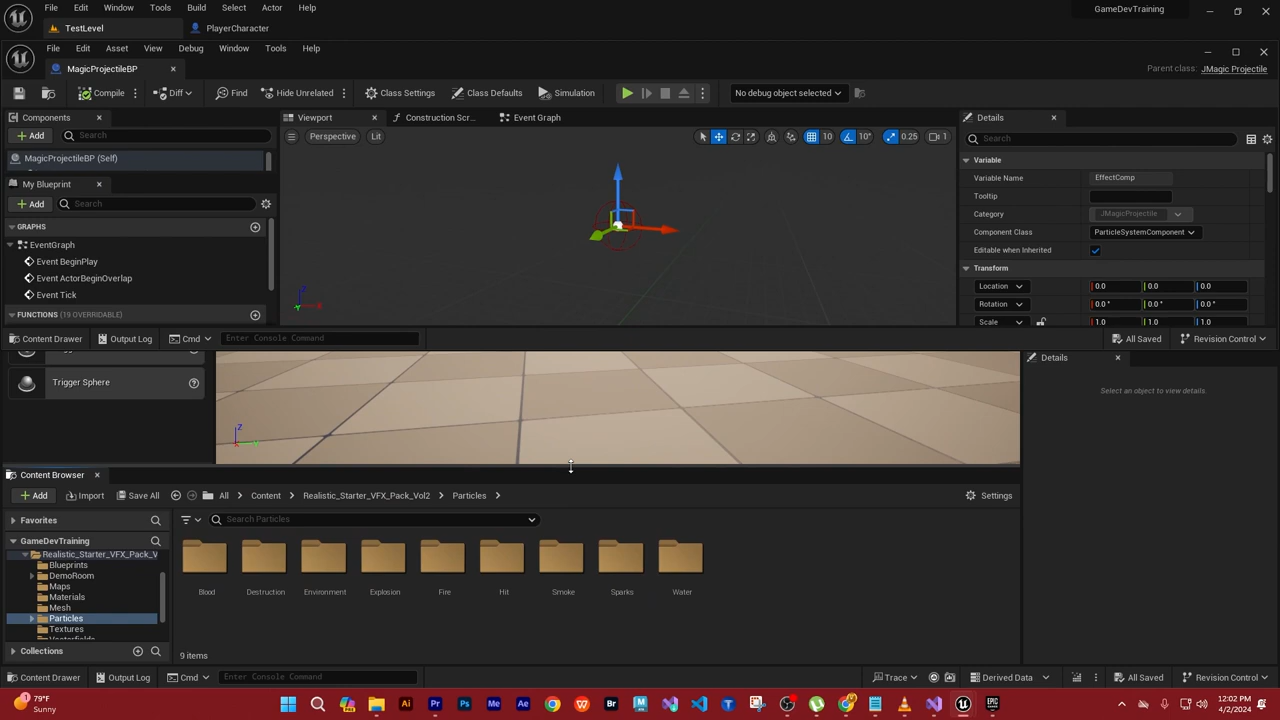 File Edit Window Tools Build Select Actor Help
GameDevTraining
TestLevel PlayerCharacter
File Edit Asset View Debug Window Tools Help
MagicProjectileBP
Parent class: JMagic Projectile
Compile Diff Find Hide Unrelated Class Settings Class Defaults Simulation No debug object selected
Components Viewport Construction Scr... Event Graph Details
Add Search Perspective Lit 10 10° 0.25 1 Search
MagicProjectileBP (Self) Variable
Variable Name EffectComp
My Blueprint
Tooltip
Add Search
Category JMagicProjectile
GRAPHS Component Class ParticleSystemComponent
EventGraph Editable when Inherited
Event BeginPlay Transform
Event ActorBeginOverlap Location 0.0 0.0 0.0
Event Tick Rotation 0.0° 0.0° 0.0°
FUNCTIONS (19 OVERRIDABLE) Scale 1.0 1.0 1.0
Content Drawer Output Log Cmd Enter Console Command All Saved Revision Control
Details
Trigger Sphere
Select an object to view details.
Z
Content Browser
Add Import Save All All Content Realistic_Starter_VFX_Pack_Vol2 Particles Settings
Favorites Search Particles
GameDevTraining
Realistic_Starter_VFX_Pack_V
Blueprints
DemoRoom
Maps
Materials
Mesh
Particles
Textures
Blood Destruction Environment Explosion Fire Hit Smoke Sparks Water
Collections
9 items
Content Drawer Output Log Cmd Enter Console Command Trace Derived Data All Saved Revision Control
79°F
Sunny
12:02 PM
4/2/2024